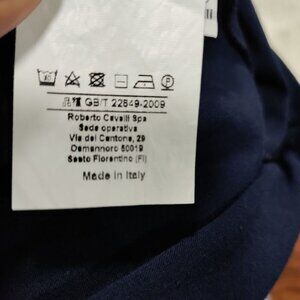 GB/T 22849-2009
Roberto Cavalli Spa
Sede operativa
Via del Cantone, 29
Osmannoro 50019
Sesto Fiorentino (FI)
Made in Italy